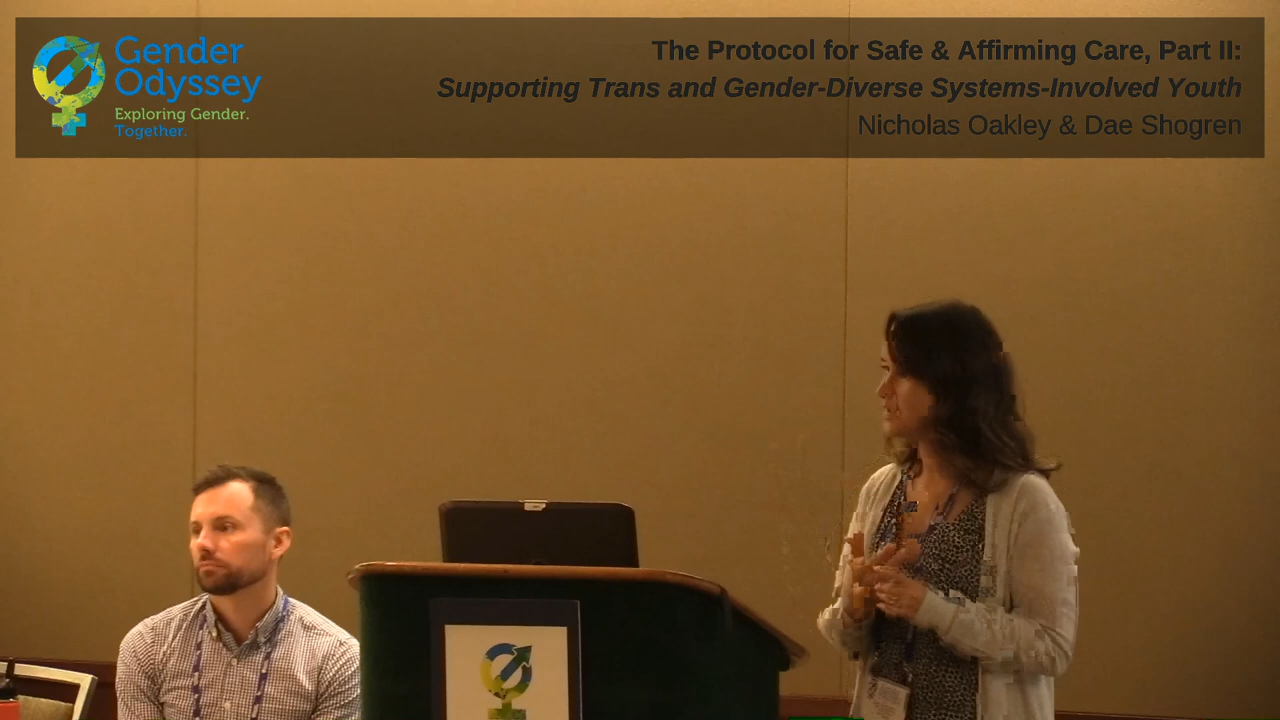 Gender
Odyssey
Exploring Gender.
Together.
The Protocol for Safe & Affirming Care, Part II:
Supporting Trans and Gender-Diverse Systems-Involved Youth
Nicholas Oakley & Dae Shogren